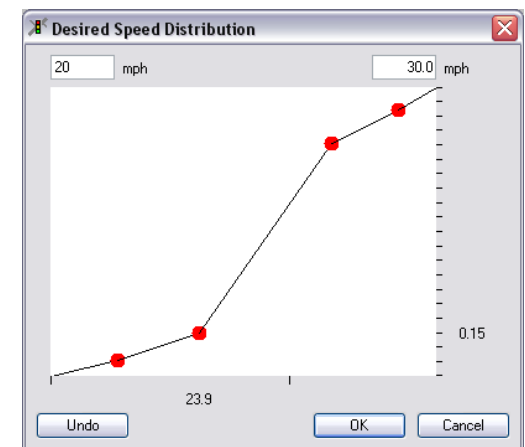 Desired Speed Distribution
20 mph 30.0 mph
0.15
23.9
Undo OK Cancel